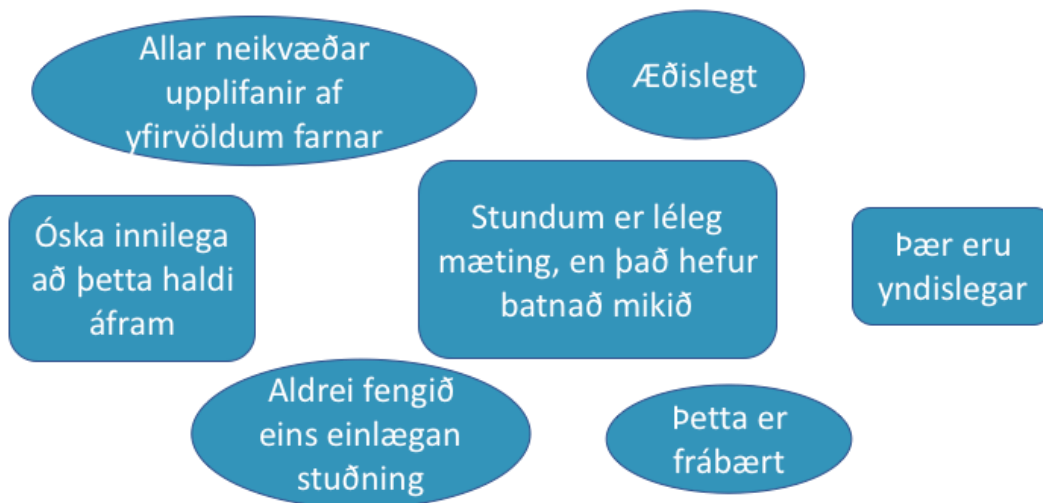 Allar neikvæðar
upplifanir af
yfirvöldum farnar
Æðislegt
Óska innilega
að þetta haldi
áfram
Stundum er léleg
mæting, en það hefur
batnað mikið
Þær eru
yndislegar
Aldrei fengið
eins einlægan
stuðning
Þetta er
frábært